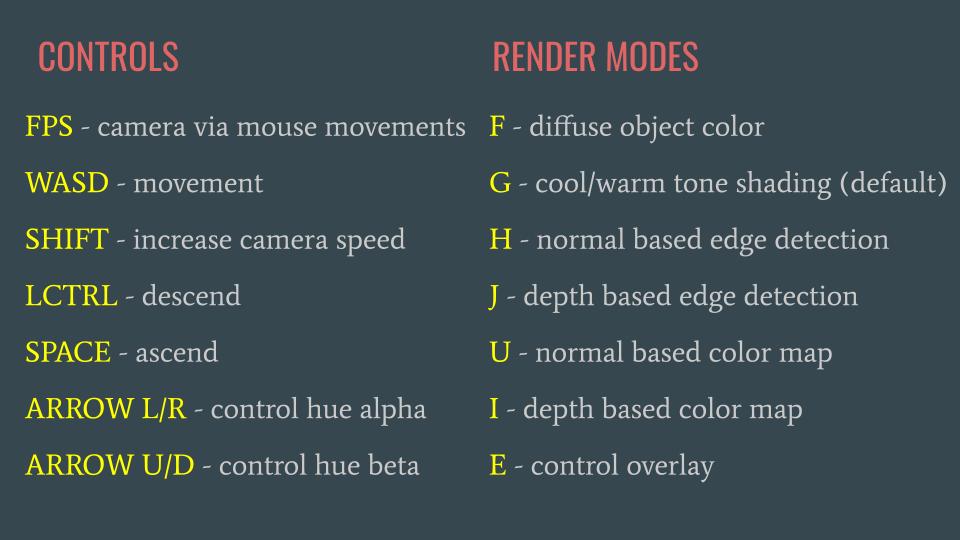 CONTROLS
FPS - camera via mouse movements
WASD - movement
SHIFT - increase camera speed
LCTRL - descend
SPACE - ascend
ARROW L/R - control hue alpha
ARROW U/D - control hue beta
RENDER MODES
F - diffuse object color
G - cool/warm tone shading (default)
H - normal based edge detection
J - depth based edge detection
U - normal based color map
I - depth based color map
E - control overlay